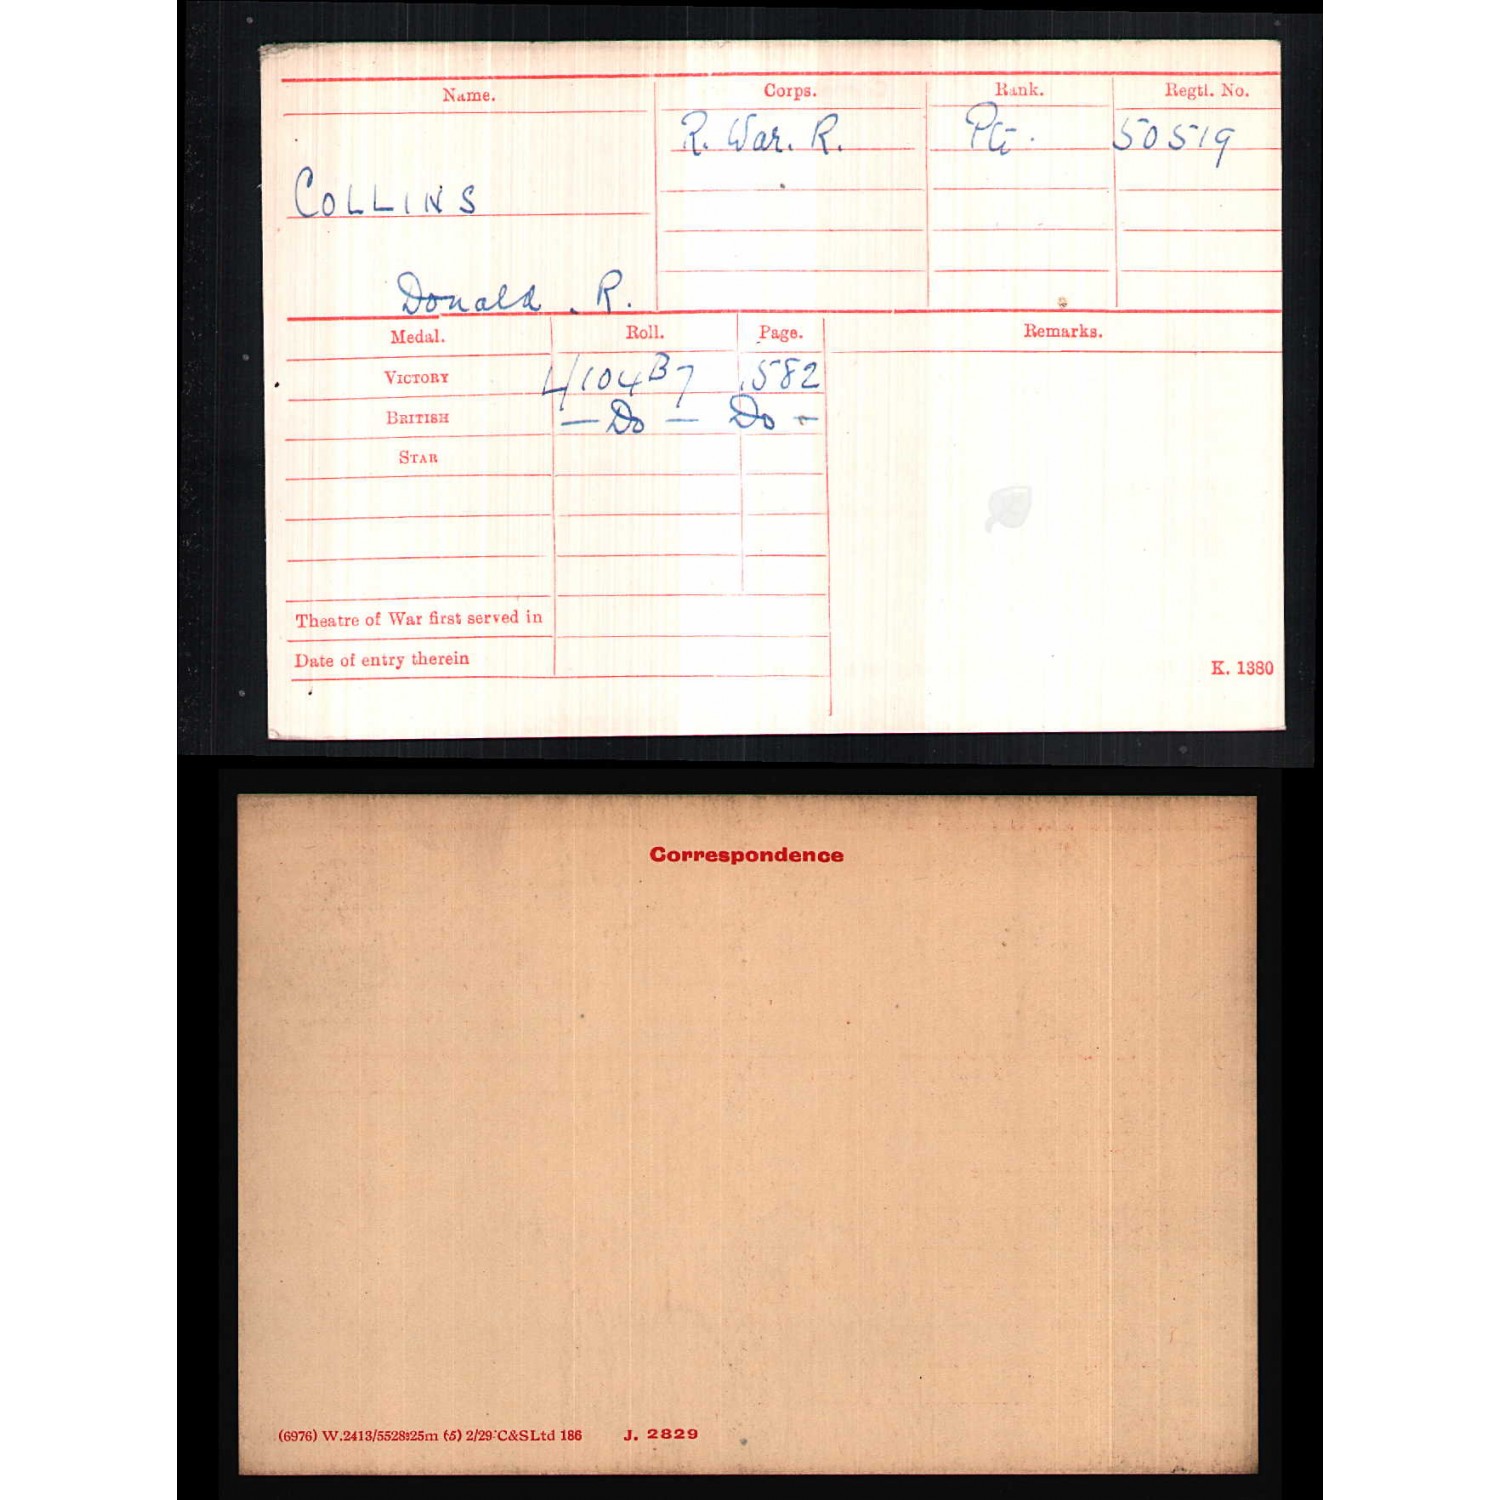 Name. Corps. Rank. Regtl. No.
R. War. R. Pte. 50519
COLLINS
Donald . R.
Medal. Roll. Page. Remarks.
VICTORY 4/104B7 582
BRITISH — Do — Do —
STAR
Theatre of War first served in
Date of entry therein
K. 1380
Correspondence
(6976) W.2413/5528 25m (5) 2/29 C&SLtd 186 J. 2829